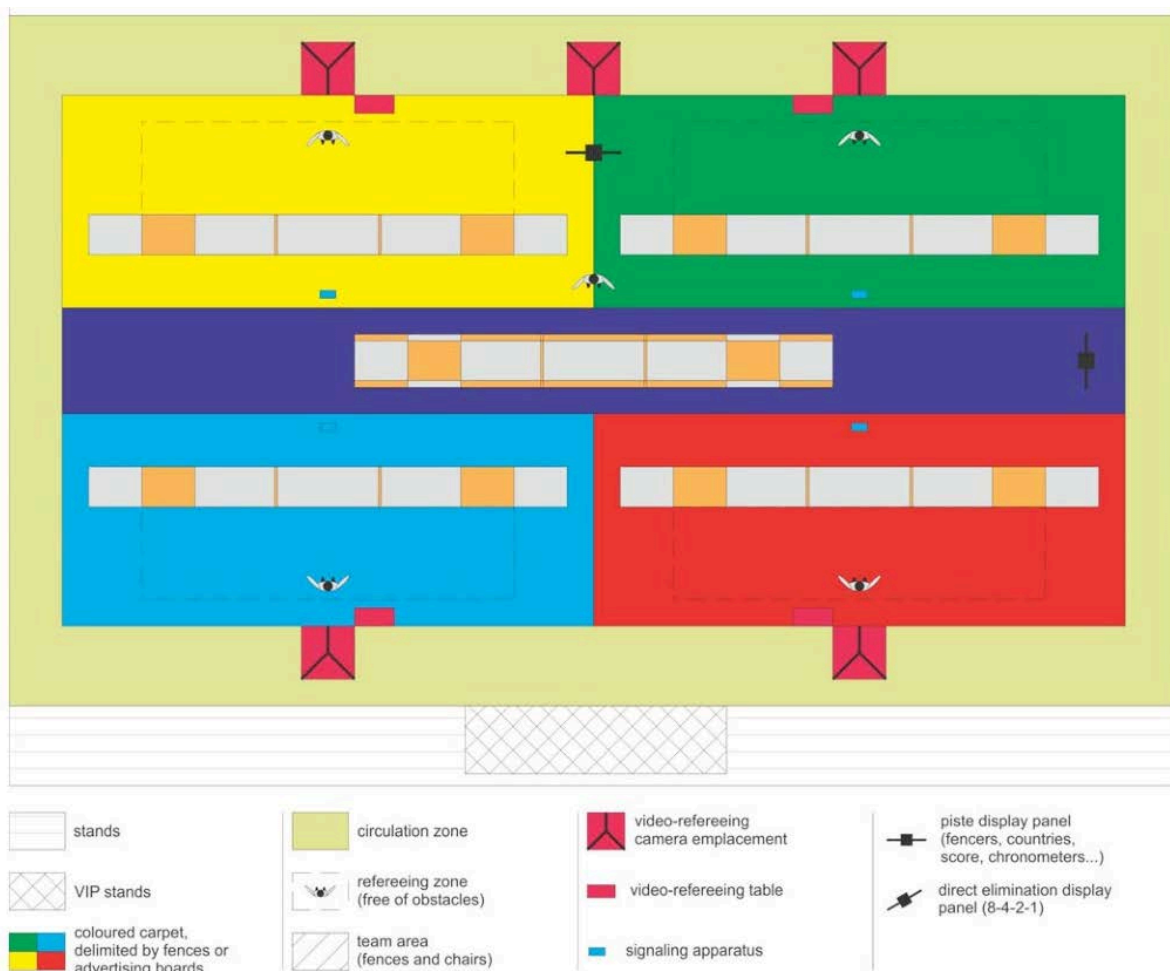 stands
VIP stands
coloured carpet,
delimited by fences or
advertising boards
circulation zone
refereeing zone
(free of obstacles)
team area
(fences and chairs)
video-refereeing
camera emplacement
video-refereeing table
signaling apparatus
piste display panel
(fencers, countries,
score, chronometers...)
direct elimination display
panel (8-4-2-1)